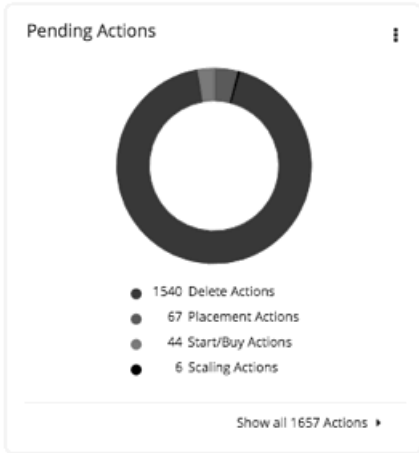 Pending Actions
1540 Delete Actions
67 Placement Actions
44 Start/Buy Actions
6 Scaling Actions
Show all 1657 Actions